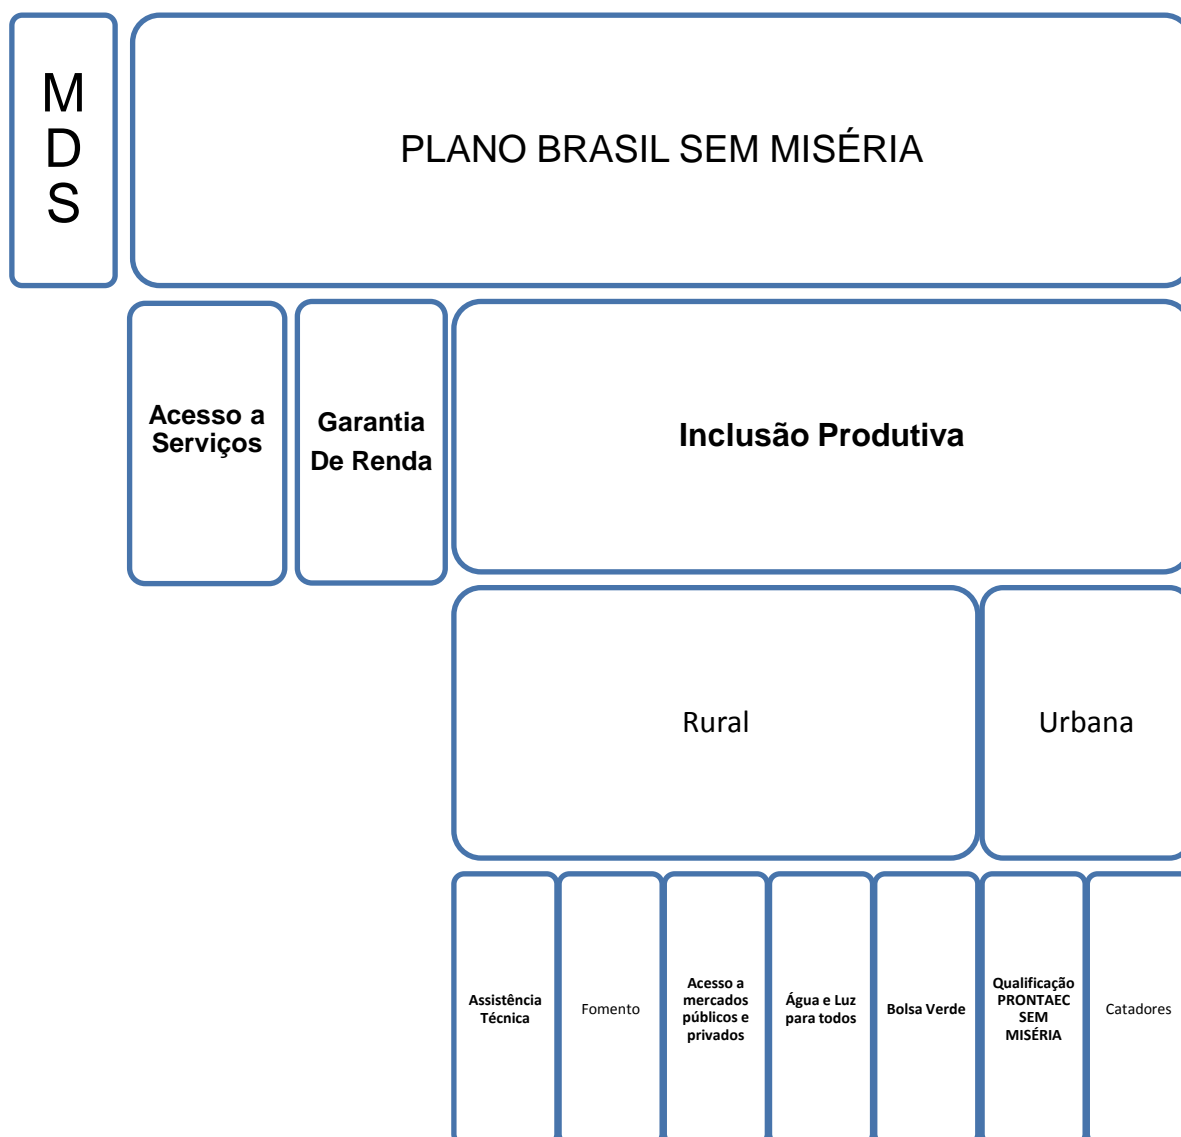 M
D
S
PLANO BRASIL SEM MISÉRIA
Acesso a
Serviços
Garantia
De Renda
Inclusão Produtiva
Rural
Urbana
Assistência
Técnica
Fomento
Acesso a
mercados
públicos e
privados
Água e Luz
para todos
Bolsa Verde
Qualificação
PRONTAEC
SEM
MISÉRIA
Catadores